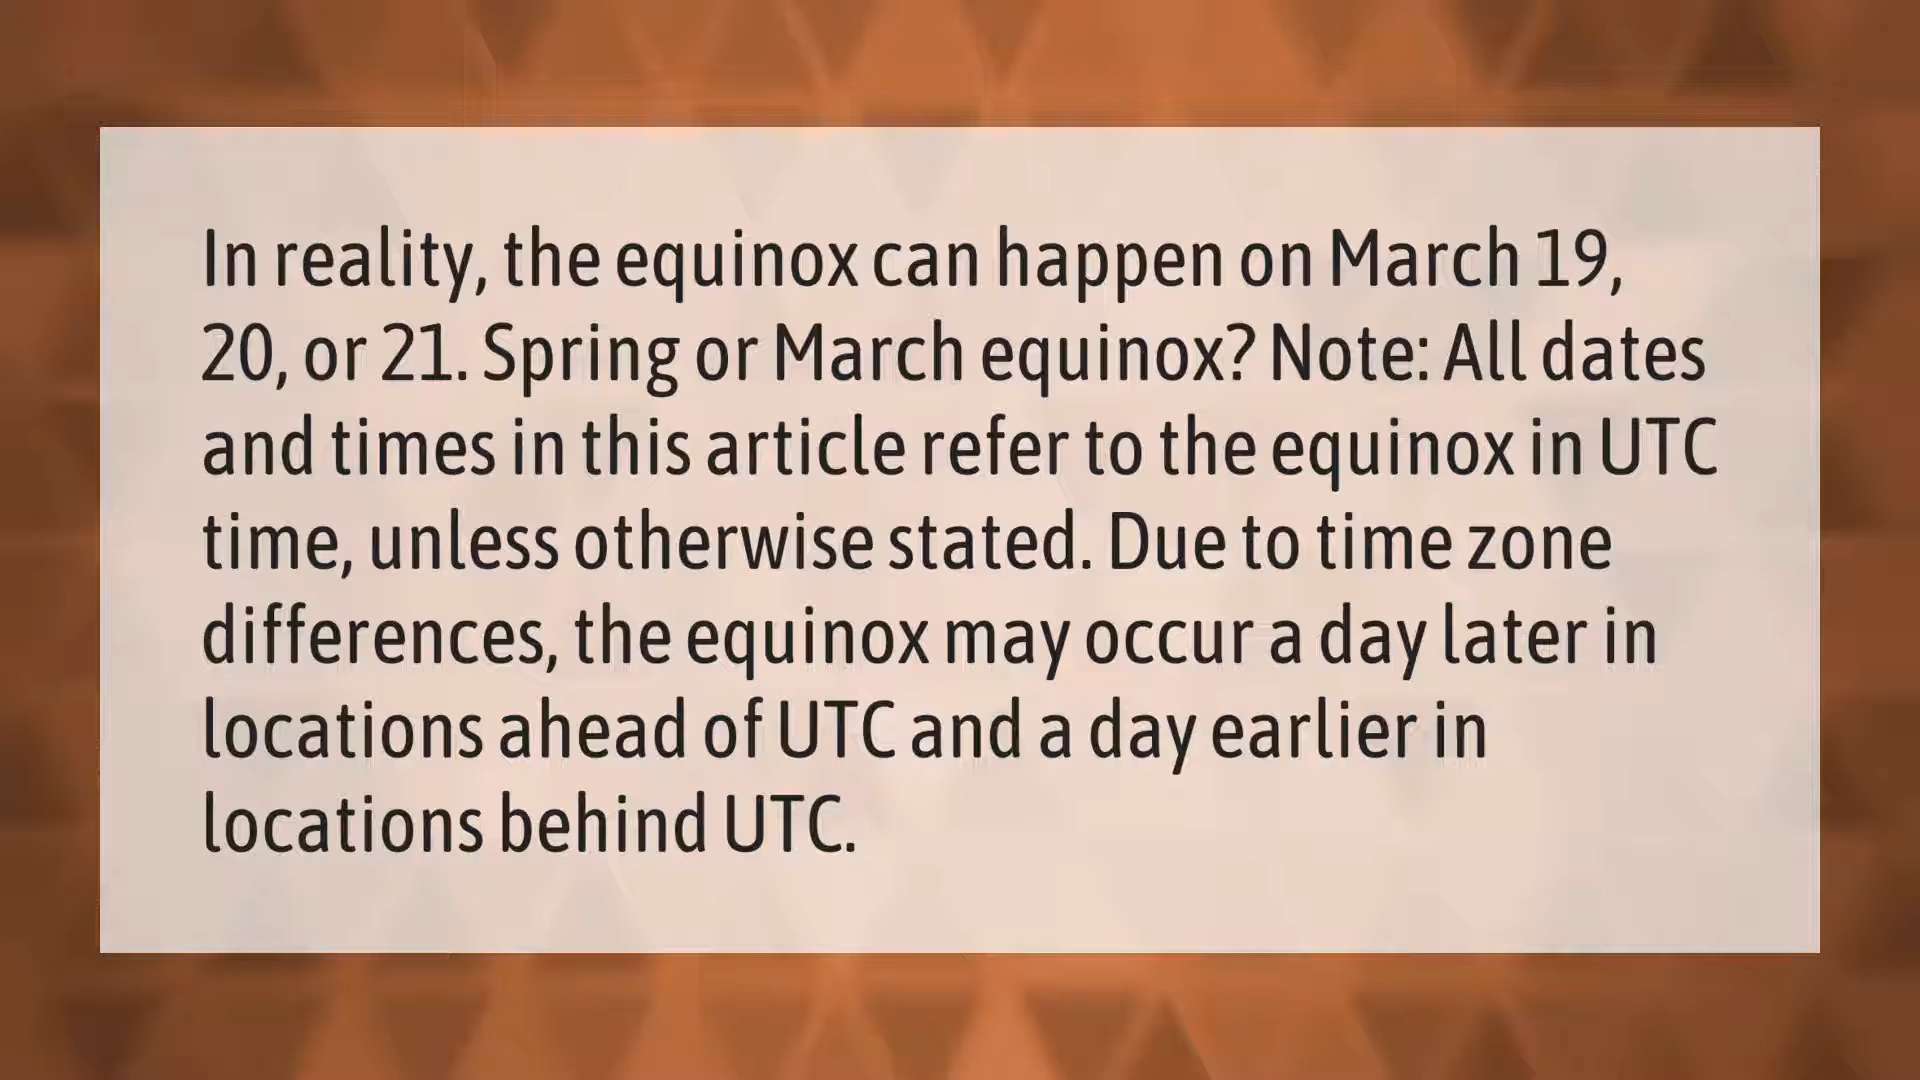 In reality, the equinox can happen on March 19,
20, or 21. Spring or March equinox? Note: All dates
and times in this article refer to the equinox in UTC
time, unless otherwise stated. Due to time zone
differences, the equinox may occur a day later in
locations ahead of UTC and a day earlier in
locations behind UTC.